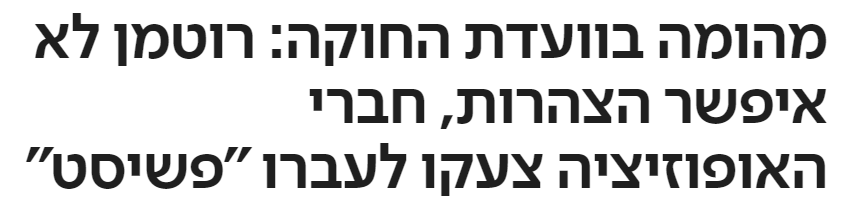 מהומה בוועדת החוקה: רוטמן לא
איפשר הצהרות, חברי
האופוזיציה צעקו לעברו "פשיסט"